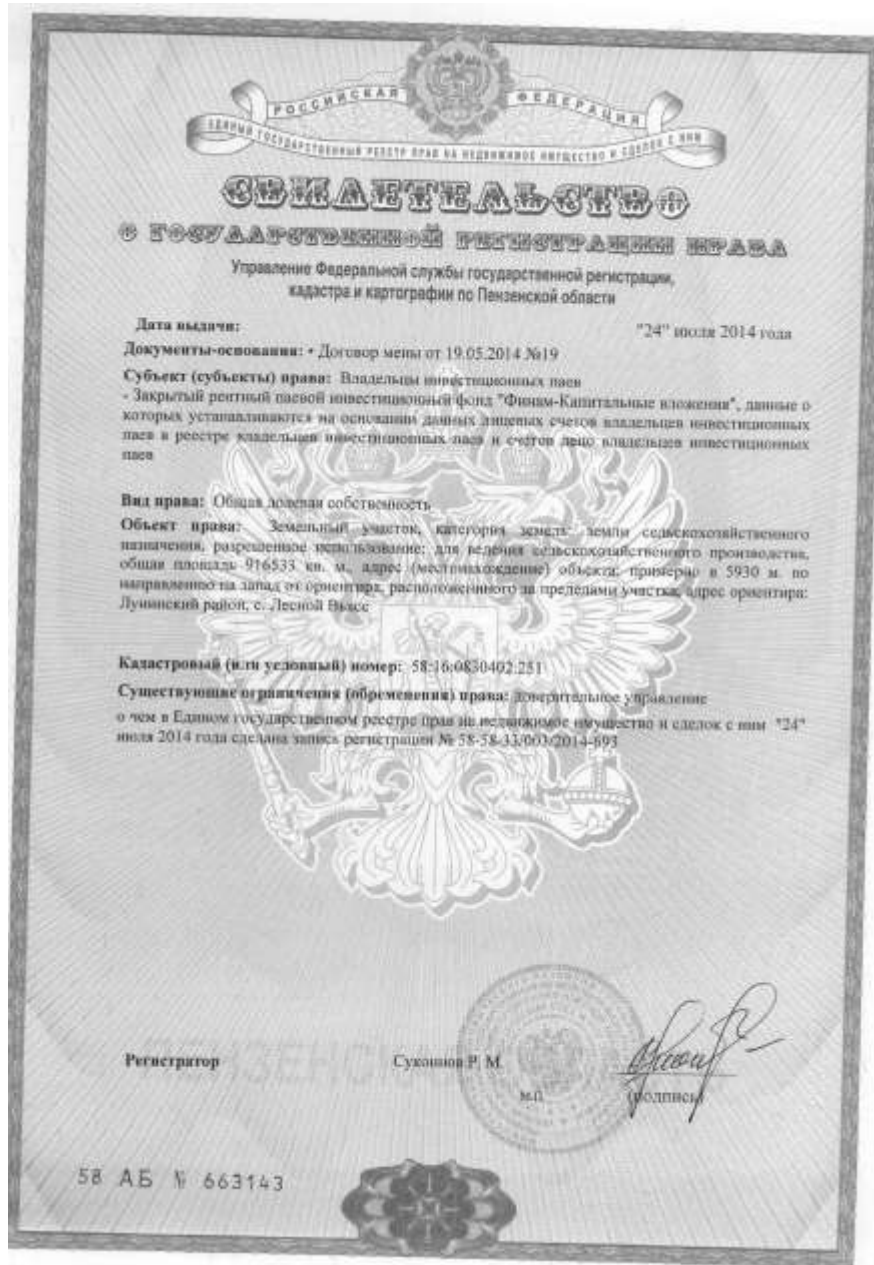 РОССИЙСКАЯ ФЕДЕРАЦИЯ
ЕДИНЫЙ ГОСУДАРСТВЕННЫЙ РЕЕСТР ПРАВ НА НЕДВИЖИМОЕ ИМУЩЕСТВО И СДЕЛОК С НИМ
СВИДЕТЕЛЬСТВО
О ГОСУДАРСТВЕННОЙ РЕГИСТРАЦИИ ПРАВА
Управление Федеральной службы государственной регистрации,
кадастра и картографии по Пензенской области
Дата выдачи: "24" июля 2014 года
Документы-основания: • Договор мены от 19.05.2014 №19
Субъект (субъекты) права: Владельцы инвестиционных паев
- Закрытый рентный паевой инвестиционный фонд "Финам-Капитальные вложения", данные о
которых устанавливаются на основании данных лицевых счетов владельцев инвестиционных
паев в реестре владельцев инвестиционных паев и счетов депо владельцев инвестиционных
паев
Вид права: Общая долевая собственность
Объект права: Земельный участок, категория земель: земли сельскохозяйственного
назначения, разрешенное использование: для ведения сельскохозяйственного производства,
общая площадь 916533 кв. м., адрес (местонахождение) объекта: примерно в 5930 м. по
направлению на запад от ориентира, расположенного за пределами участка, адрес ориентира:
Лунинский район, с. Лесной Вьясс
Кадастровый (или условный) номер: 58:16:0830402:251
Существующие ограничения (обременения) права: доверительное управление
о чем в Едином государственном реестре прав на недвижимое имущество и сделок с ним "24"
июля 2014 года сделана запись регистрации № 58-58-33/003/2014-693
Регистратор Р. М.
М.П. (подпись)
58 АБ № 663143